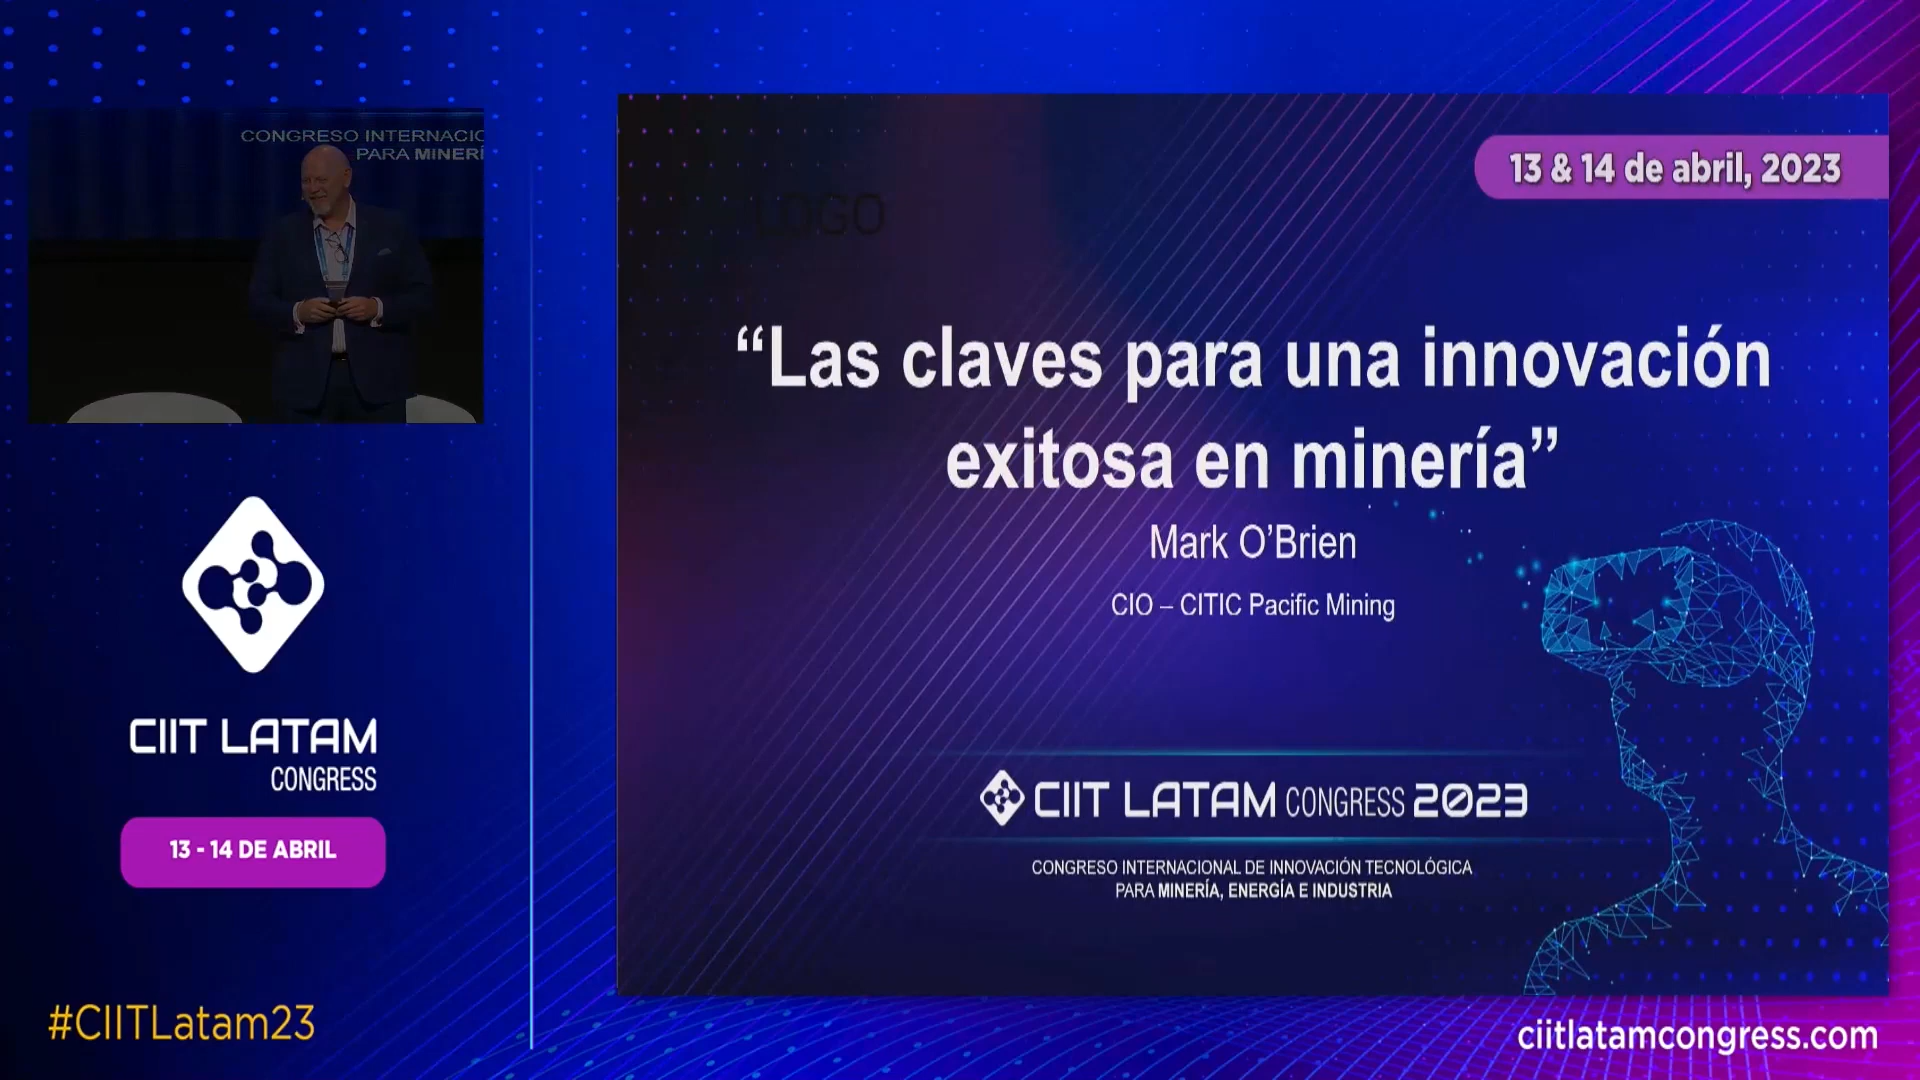 CONGRESO INTERNACIO
PARA MINERÍ
CIIT LATAM
CONGRESS
13 - 14 DE ABRIL
#CIITLatam23
13 & 14 de abril, 2023
LOGO
“Las claves para una innovación
exitosa en minería”
Mark O’Brien
CIO – CITIC Pacific Mining
CIIT LATAM CONGRESS 2023
CONGRESO INTERNACIONAL DE INNOVACIÓN TECNOLÓGICA
PARA MINERÍA, ENERGÍA E INDUSTRIA
ciitlatamcongress.com